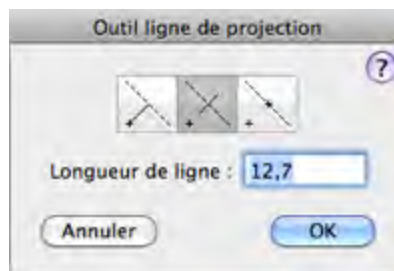 Outil ligne de projection
?
Longueur de ligne : 12,7
Annuler OK